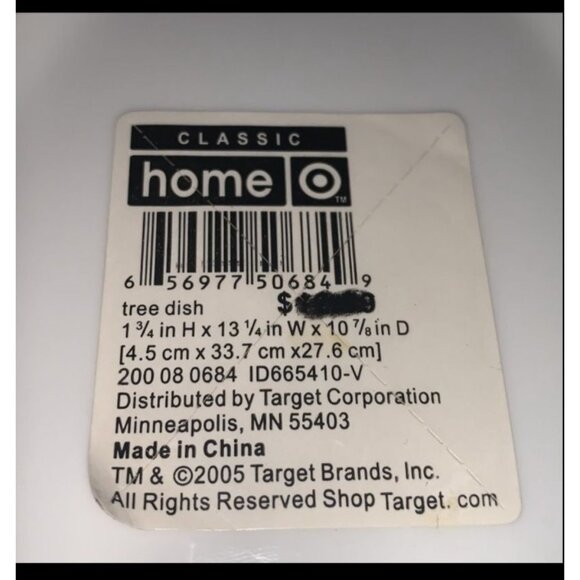 CLASSIC
home TM
6 56977 50684 9
tree dish $
1 ¾ in H x 13 ¼ in W x 10 ⅞ in D
[4.5 cm x 33.7 cm x27.6 cm]
200 08 0684 ID665410-V
Distributed by Target Corporation
Minneapolis, MN 55403
Made in China
TM & ©2005 Target Brands, Inc.
All Rights Reserved Shop Target. com